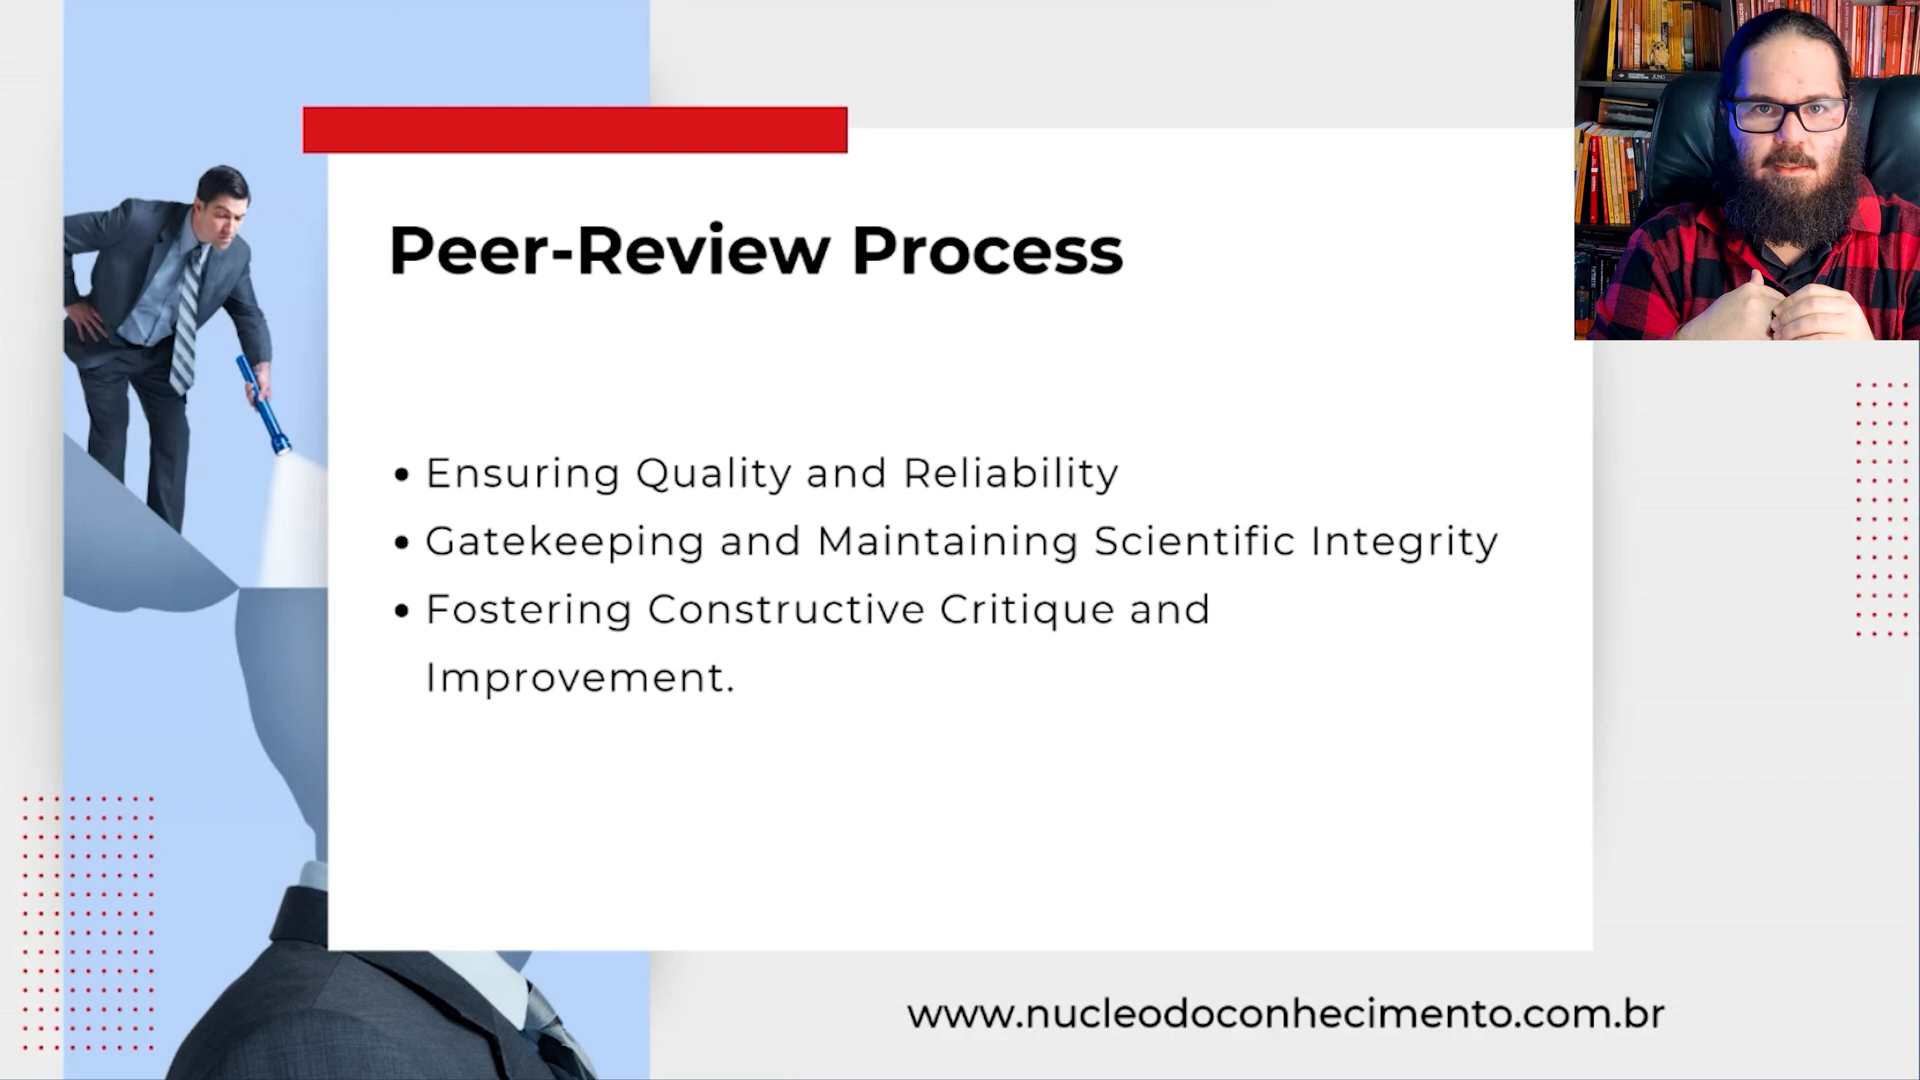 Peer-Review Process
• Ensuring Quality and Reliability
• Gatekeeping and Maintaining Scientific Integrity
• Fostering Constructive Critique and
Improvement.
www.nucleodoconhecimento.com.br